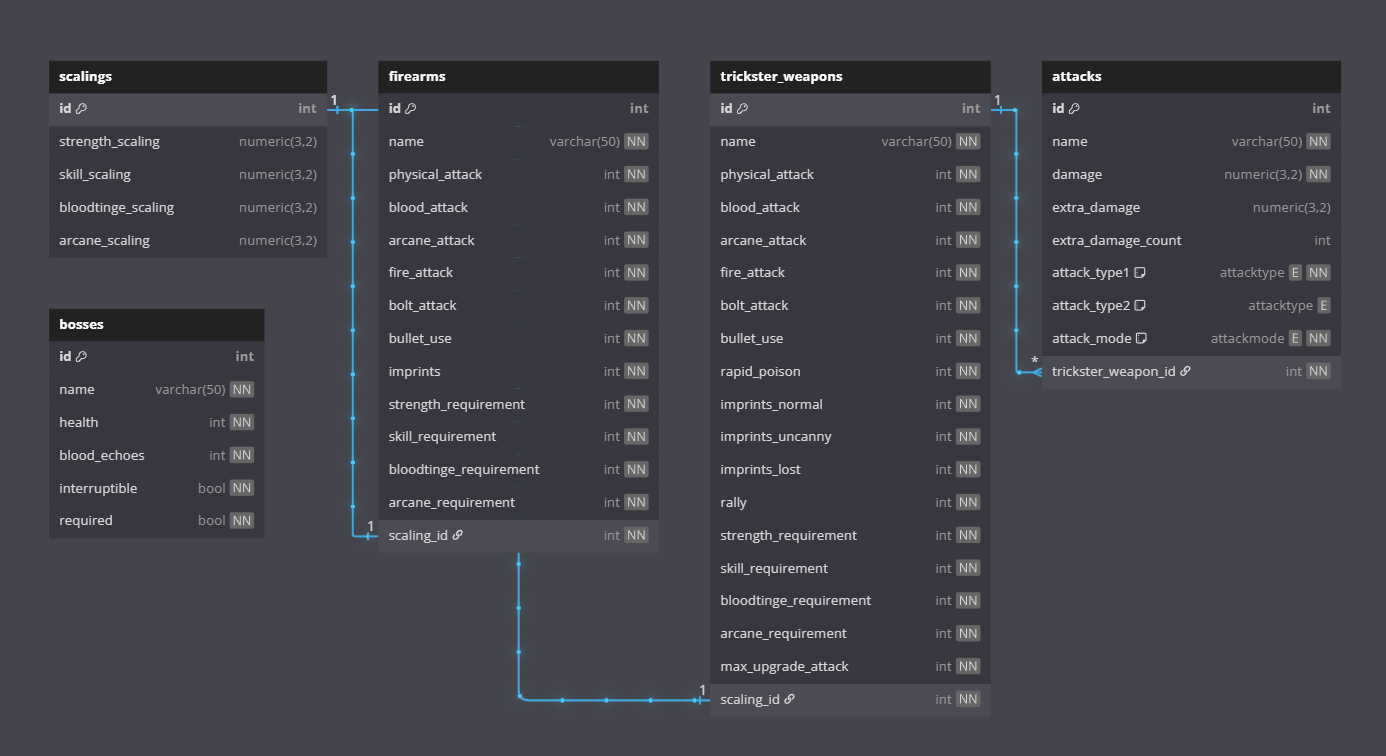 scalings
id int
strength_scaling numeric(3,2)
skill_scaling numeric(3,2)
bloodtinge_scaling numeric(3,2)
arcane_scaling numeric(3,2)
1
bosses
id int
name varchar(50) NN
health int NN
blood_echoes int NN
interruptible bool NN
required bool NN
firearms
id int
name varchar(50) NN
physical_attack int NN
blood_attack int NN
arcane_attack int NN
fire_attack int NN
bolt_attack int NN
bullet_use int NN
imprints int NN
strength_requirement int NN
skill_requirement int NN
bloodtinge_requirement int NN
arcane_requirement int NN
1
scaling_id int NN
trickster_weapons
id int
name varchar(50) NN
physical_attack int NN
blood_attack int NN
arcane_attack int NN
fire_attack int NN
bolt_attack int NN
bullet_use int NN
rapid_poison int NN
imprints_normal int NN
imprints_uncanny int NN
imprints_lost int NN
rally int NN
strength_requirement int NN
skill_requirement int NN
bloodtinge_requirement int NN
arcane_requirement int NN
max_upgrade_attack int NN
1
scaling_id int NN
1
attacks
id int
name varchar(50) NN
damage numeric(3,2) NN
extra_damage numeric(3,2)
extra_damage_count int
attack_type1 attacktype E NN
attack_type2 attacktype E
attack_mode attackmode E NN
*
trickster_weapon_id int NN